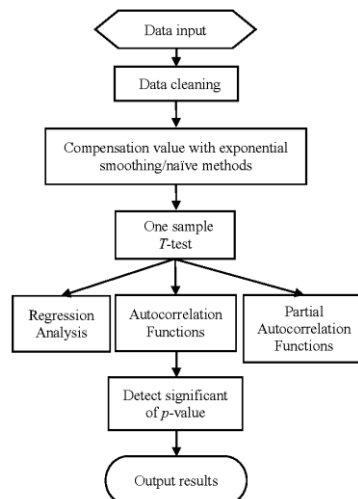 Data input
Data cleaning
Compensation value with exponential
smoothing/naïve methods
One sample
T-test
Regression
Analysis
Autocorrelation
Functions
Partial
Autocorrelation
Functions
Detect significant
of p-value
Output results